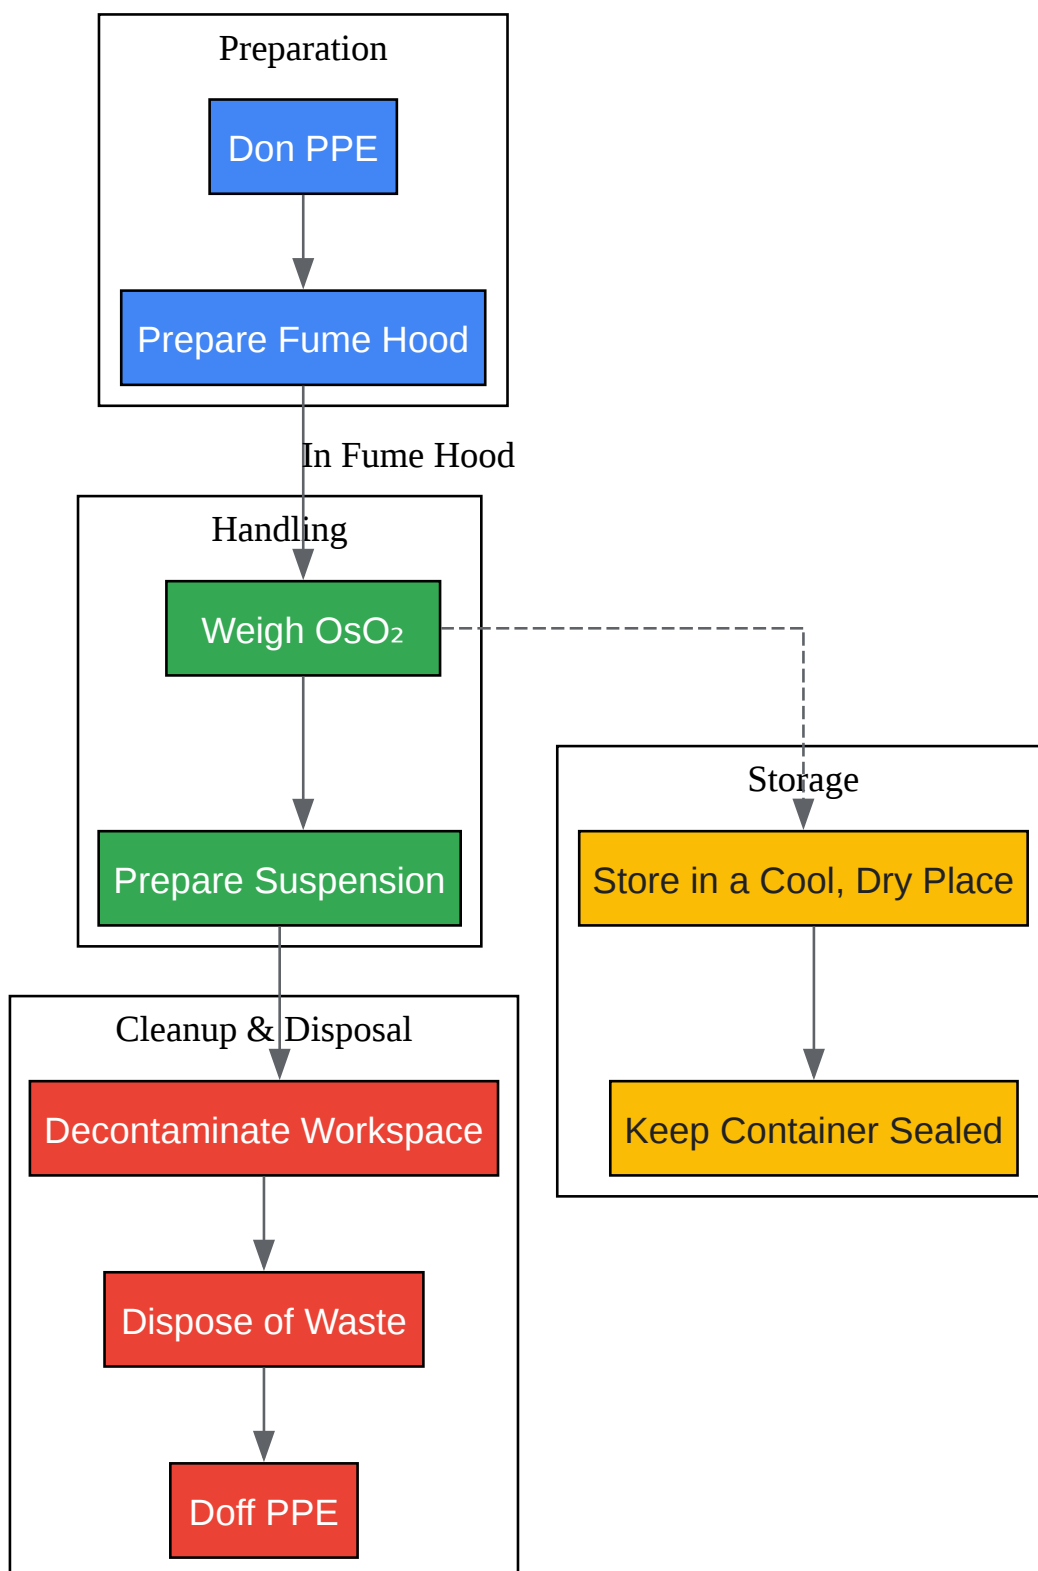 Preparation
Don PPE
Prepare Fume Hood
In Fume Hood
Handling
Weigh OsO₂
Prepare Suspension
Storage
Store in a Cool, Dry Place
Keep Container Sealed
Cleanup & Disposal
Decontaminate Workspace
Dispose of Waste
Doff PPE